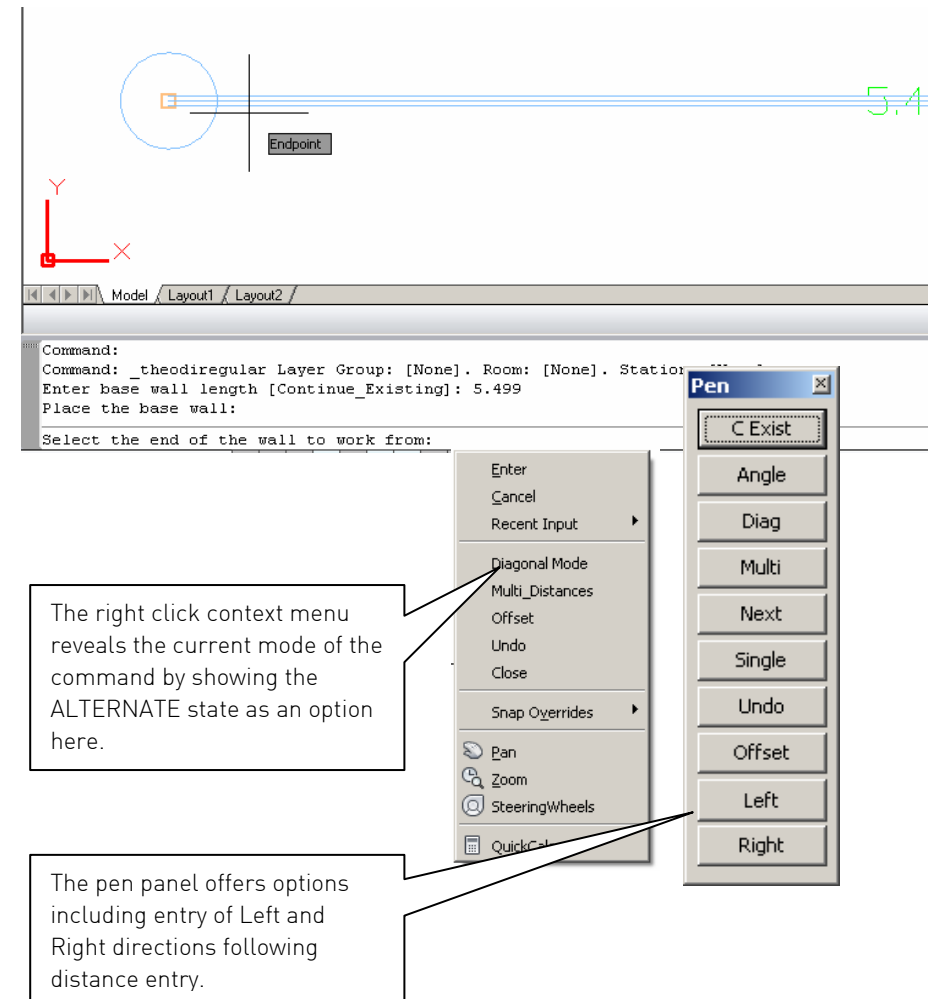 5.4
Endpoint
Y
X
Model / Layout1 / Layout2 /
Command:
Command: _theodiregular Layer Group: [None]. Room: [None].
Enter base wall length [Continue_Existing]: 5.499
Place the base wall:
Select the end of the wall to work from:
Pen
C Exist
Angle
Diag
Multi
Next
Single
Undo
Offset
Left
Right
Enter
Cancel
Recent Input
Diagonal Mode
Multi_Distances
Offset
Undo
Close
Snap Overrides
Pan
Zoom
SteeringWheels
The right click context menu
reveals the current mode of the
command by showing the
ALTERNATE state as an option
here.
The pen panel offers options
including entry of Left and
Right directions following
distance entry.